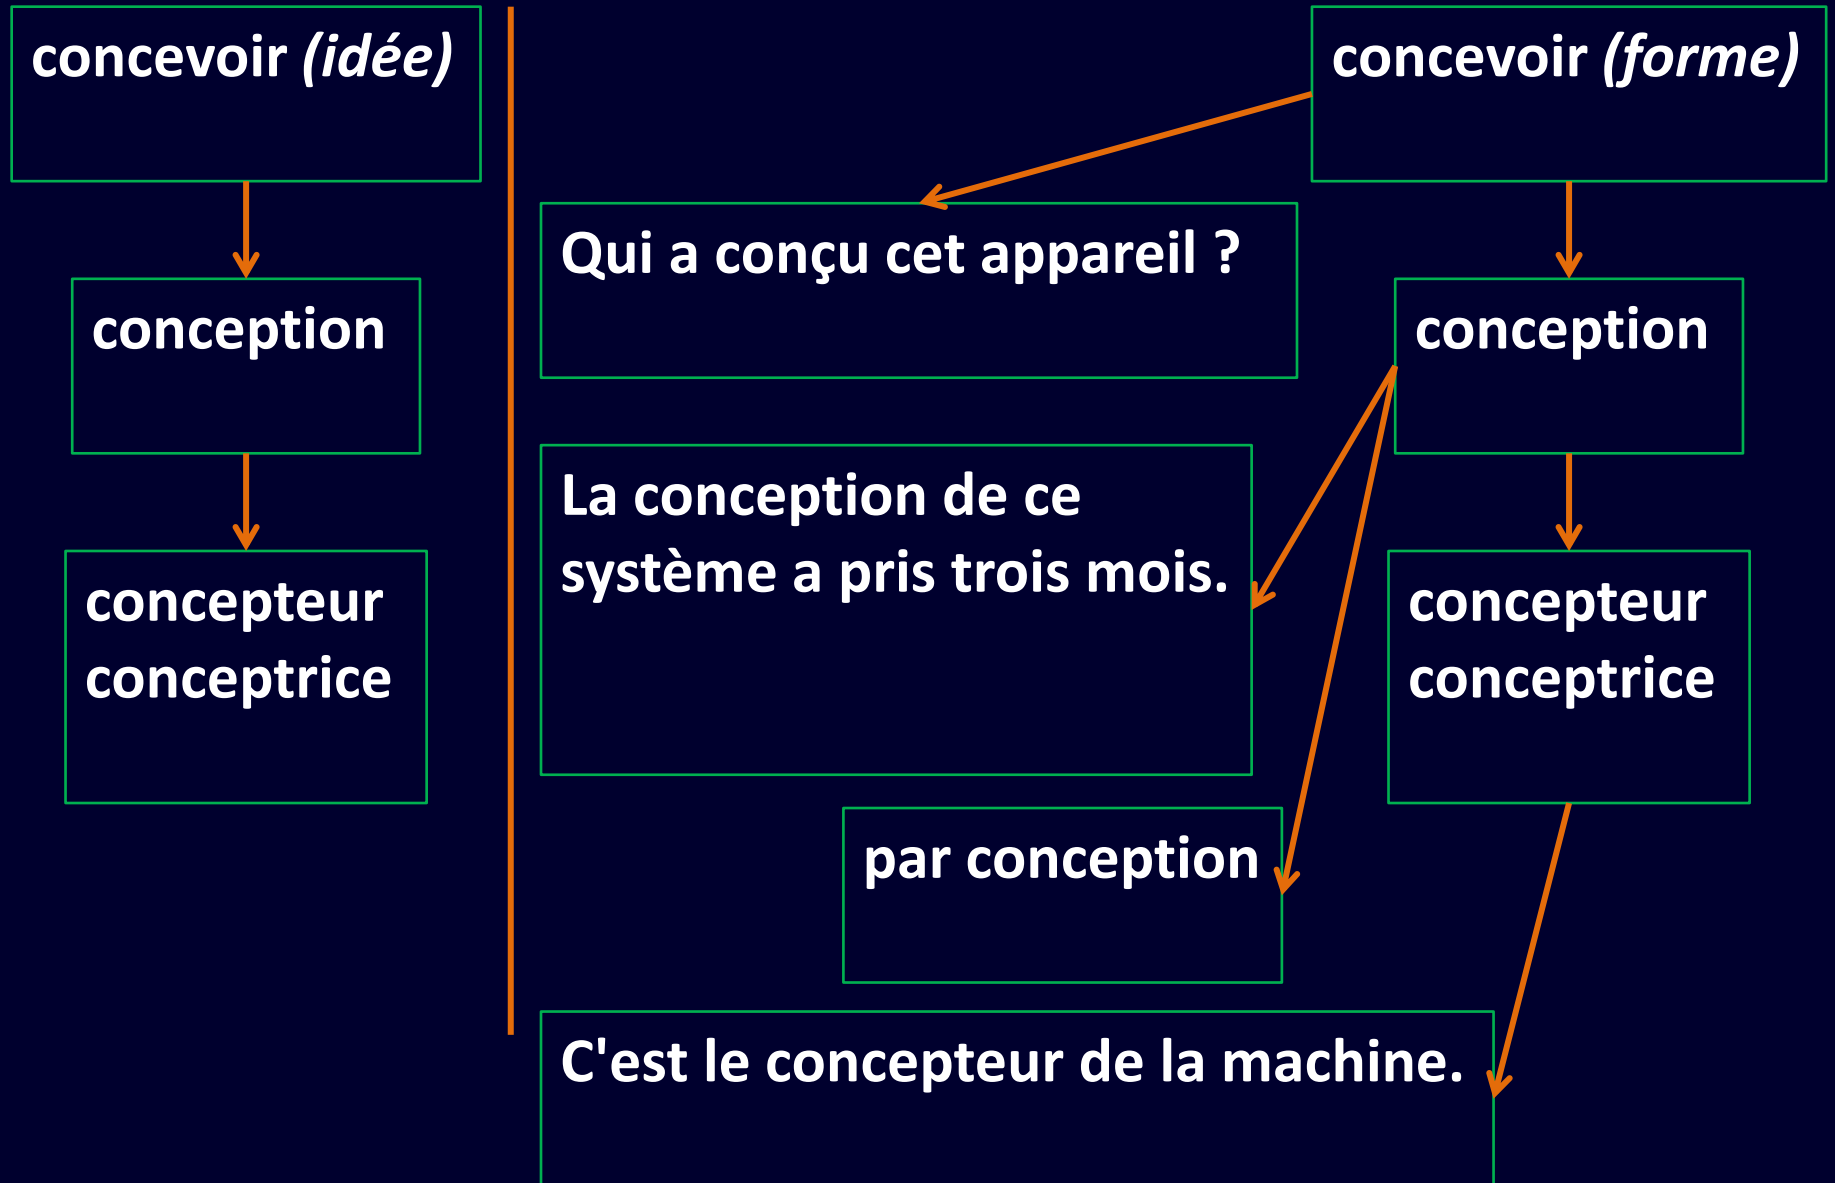 concevoir (idée)
conception
concepteur
conceptrice
concevoir (forme)
Qui a conçu cet appareil ?
conception
La conception de ce
système a pris trois mois.
concepteur
conceptrice
par conception
C'est le concepteur de la machine.